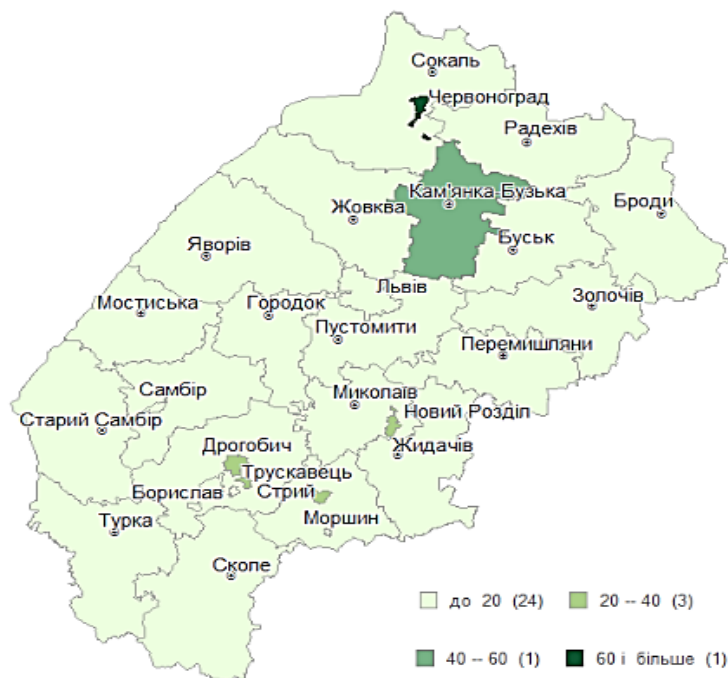 Сокаль
Червоноград
Радехів
Кам'янка-Бузька
Жовква
Броди
Яворів
Буськ
Львів
Мостиська
Городок
Золочів
Пустомити
Перемишляни
Самбір
Миколаїв
Старий Самбір
Новий Розділ
Дрогобич
Жидачів
Трускавець
Борислав
Стрий
Турка
Моршин
Сколе
до 20 (24)
20 -- 40 (3)
40 -- 60 (1)
60 і більше (1)